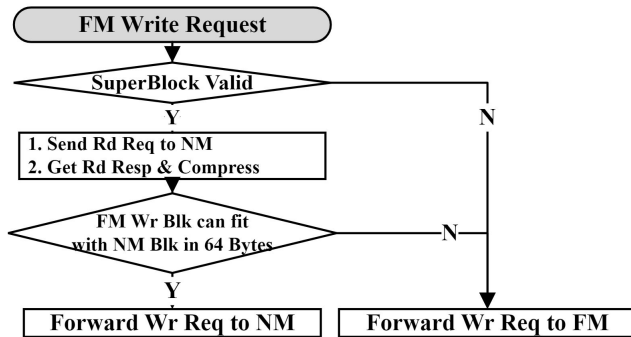 FM Write Request
SuperBlock Valid
Y
N
1. Send Rd Req to NM
2. Get Rd Resp & Compress
FM Wr Blk can fit
with NM Blk in 64 Bytes
N
Y
Forward Wr Req to NM
Forward Wr Req to FM